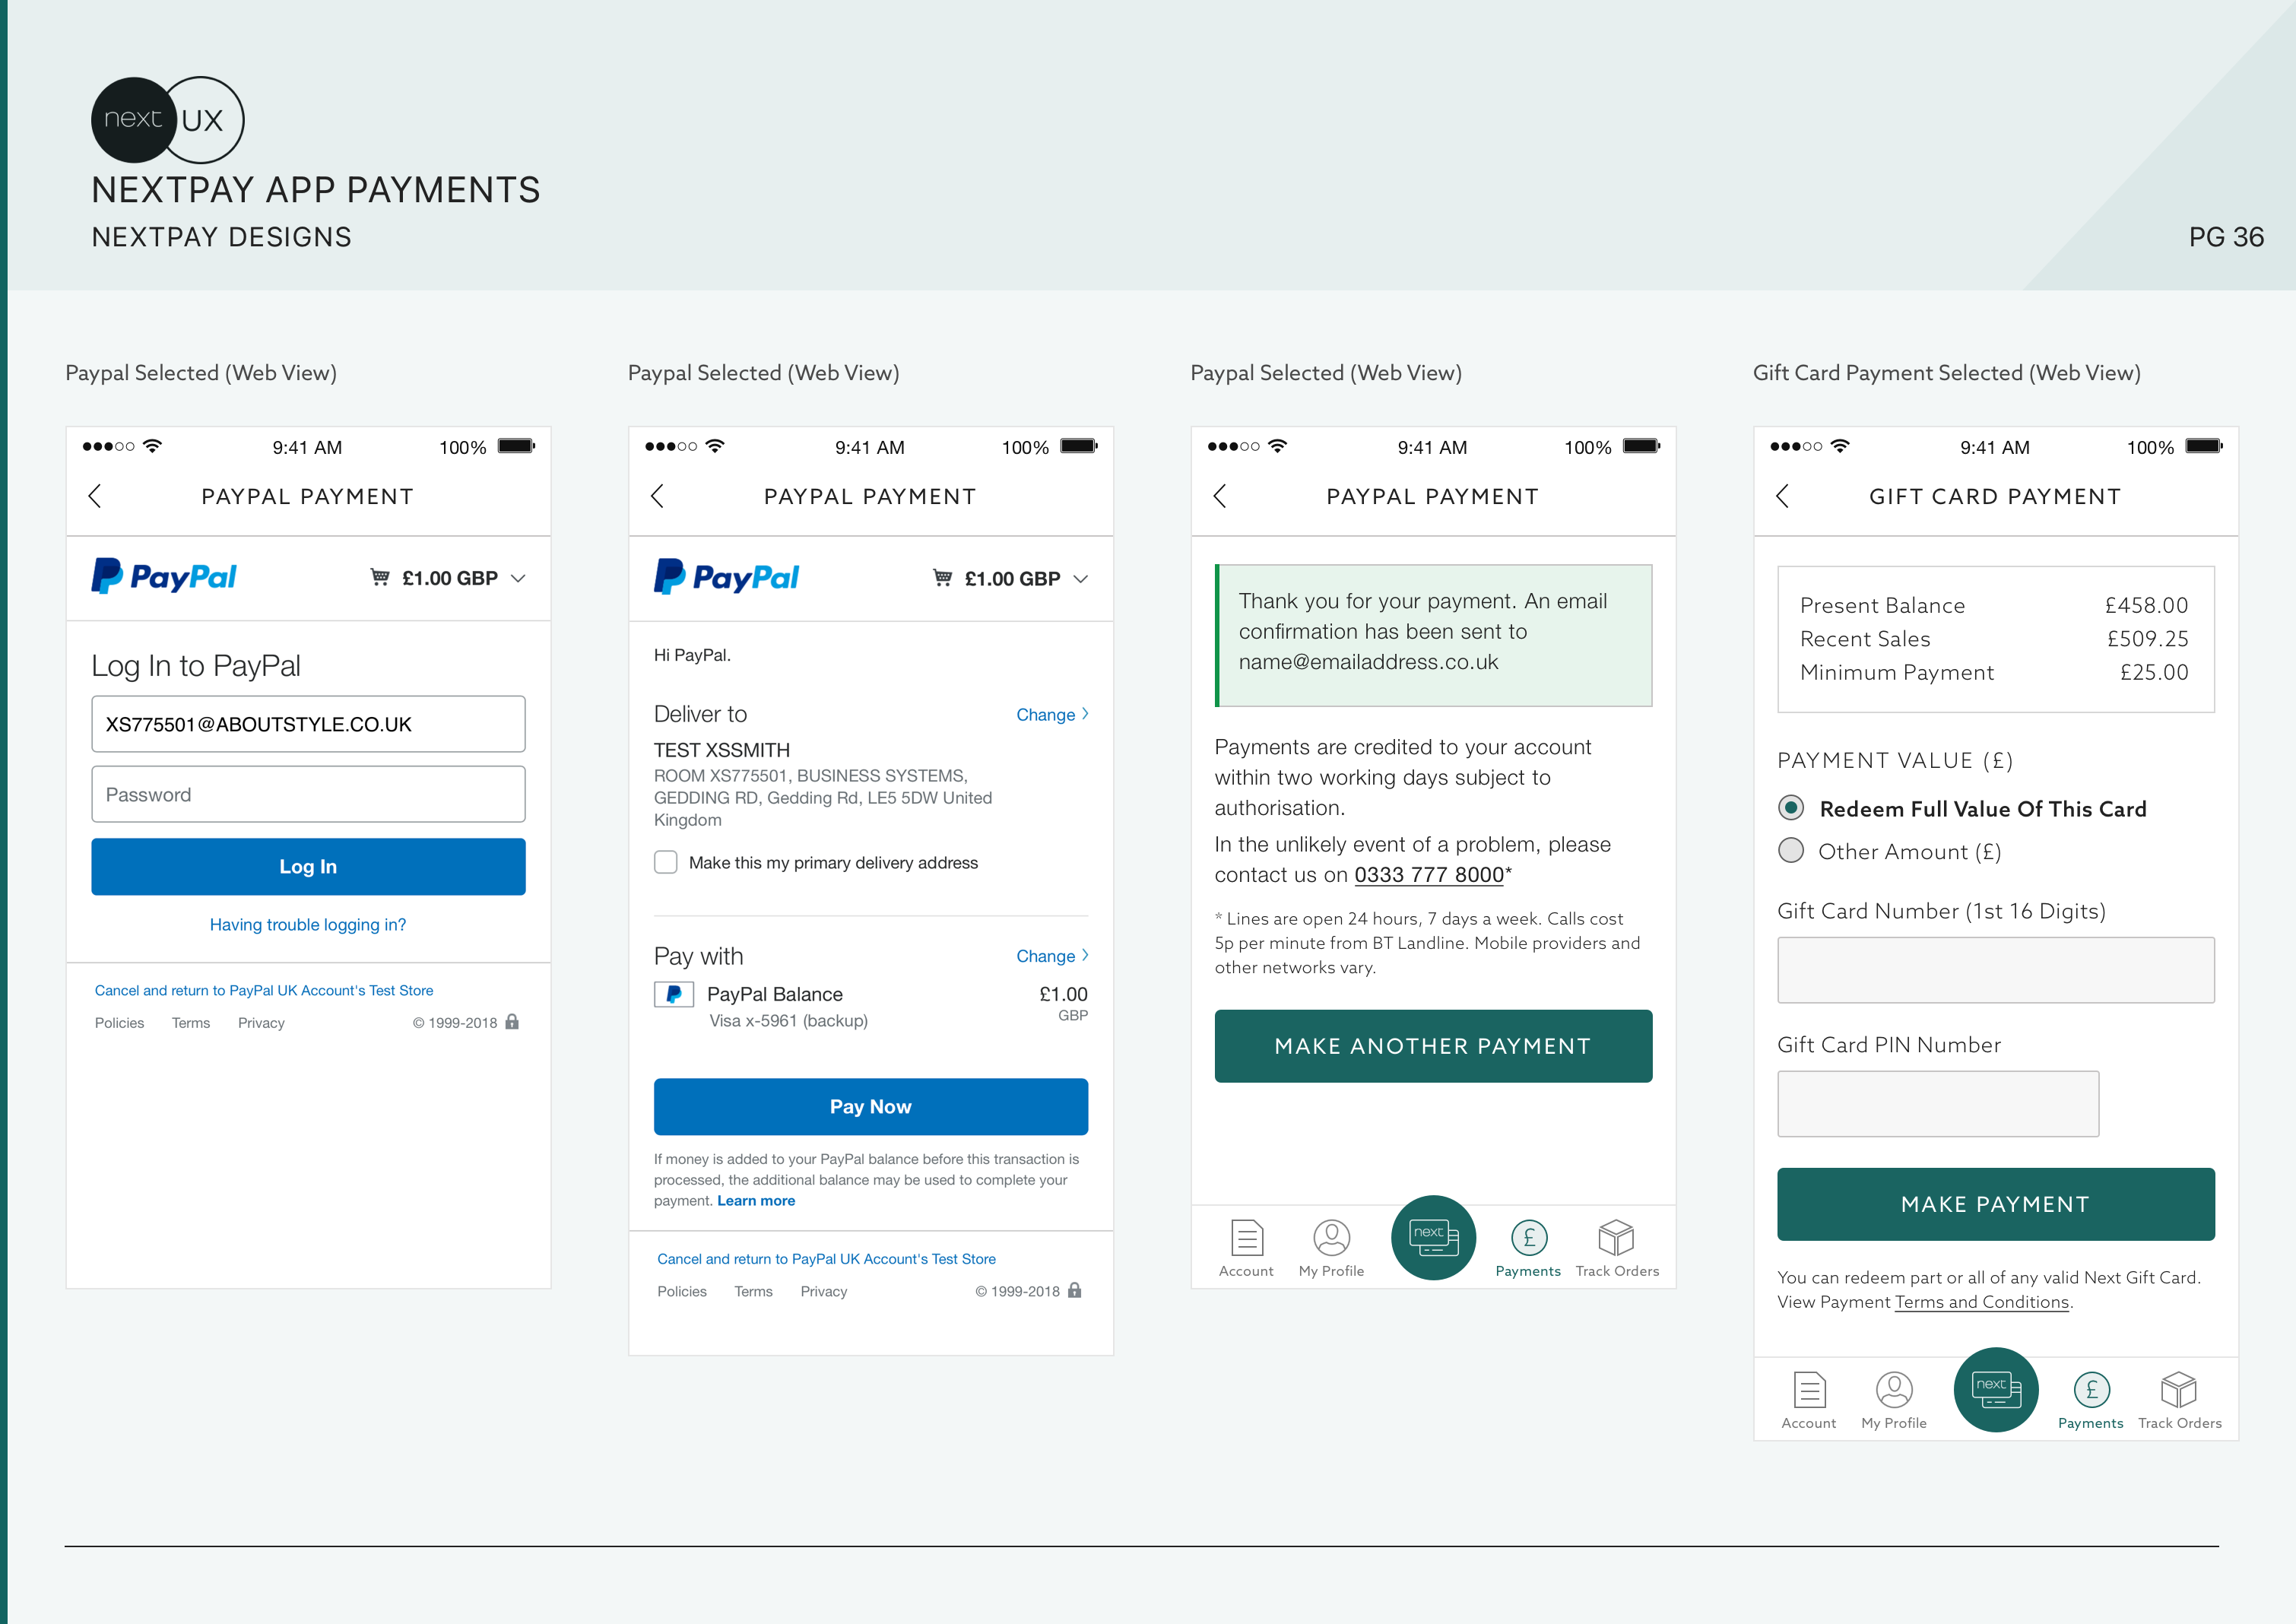 next UX
NEXTPAY APP PAYMENTS
NEXTPAY DESIGNS
PG 36
Paypal Selected (Web View)
9:41 AM 100%
PAYPAL PAYMENT
PayPal £1.00 GBP
Log In to PayPal
XS775501@ABOUTSTYLE.CO.UK
Password
Log In
Having trouble logging in?
Cancel and return to PayPal UK Account's Test Store
Policies Terms Privacy © 1999-2018
Paypal Selected (Web View)
9:41 AM 100%
PAYPAL PAYMENT
PayPal £1.00 GBP
Hi PayPal.
Deliver to Change
TEST XSSMITH
ROOM XS775501, BUSINESS SYSTEMS,
GEDDING RD, Gedding Rd, LE5 5DW United
Kingdom
Make this my primary delivery address
Pay with Change
PayPal Balance £1.00
Visa x-5961 (backup) GBP
Pay Now
If money is added to your PayPal balance before this transaction is
processed, the additional balance may be used to complete your
payment. Learn more
Cancel and return to PayPal UK Account's Test Store
Policies Terms Privacy © 1999-2018
Paypal Selected (Web View)
9:41 AM 100%
PAYPAL PAYMENT
Thank you for your payment. An email
confirmation has been sent to
name@emailaddress.co.uk
Payments are credited to your account
within two working days subject to
authorisation.
In the unlikely event of a problem, please
contact us on 0333 777 8000*
* Lines are open 24 hours, 7 days a week. Calls cost
5p per minute from BT Landline. Mobile providers and
other networks vary.
MAKE ANOTHER PAYMENT
next £
Account My Profile Payments Track Orders
Gift Card Payment Selected (Web View)
9:41 AM 100%
GIFT CARD PAYMENT
Present Balance £458.00
Recent Sales £509.25
Minimum Payment £25.00
PAYMENT VALUE (£)
Redeem Full Value Of This Card
Other Amount (£)
Gift Card Number (1st 16 Digits)
Gift Card PIN Number
MAKE PAYMENT
You can redeem part or all of any valid Next Gift Card.
View Payment Terms and Conditions.
next £
Account My Profile Payments Track Orders